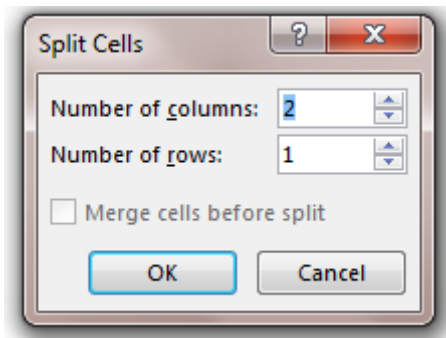 Split Cells ? X
Number of columns: 2
Number of rows: 1
Merge cells before split
OK Cancel